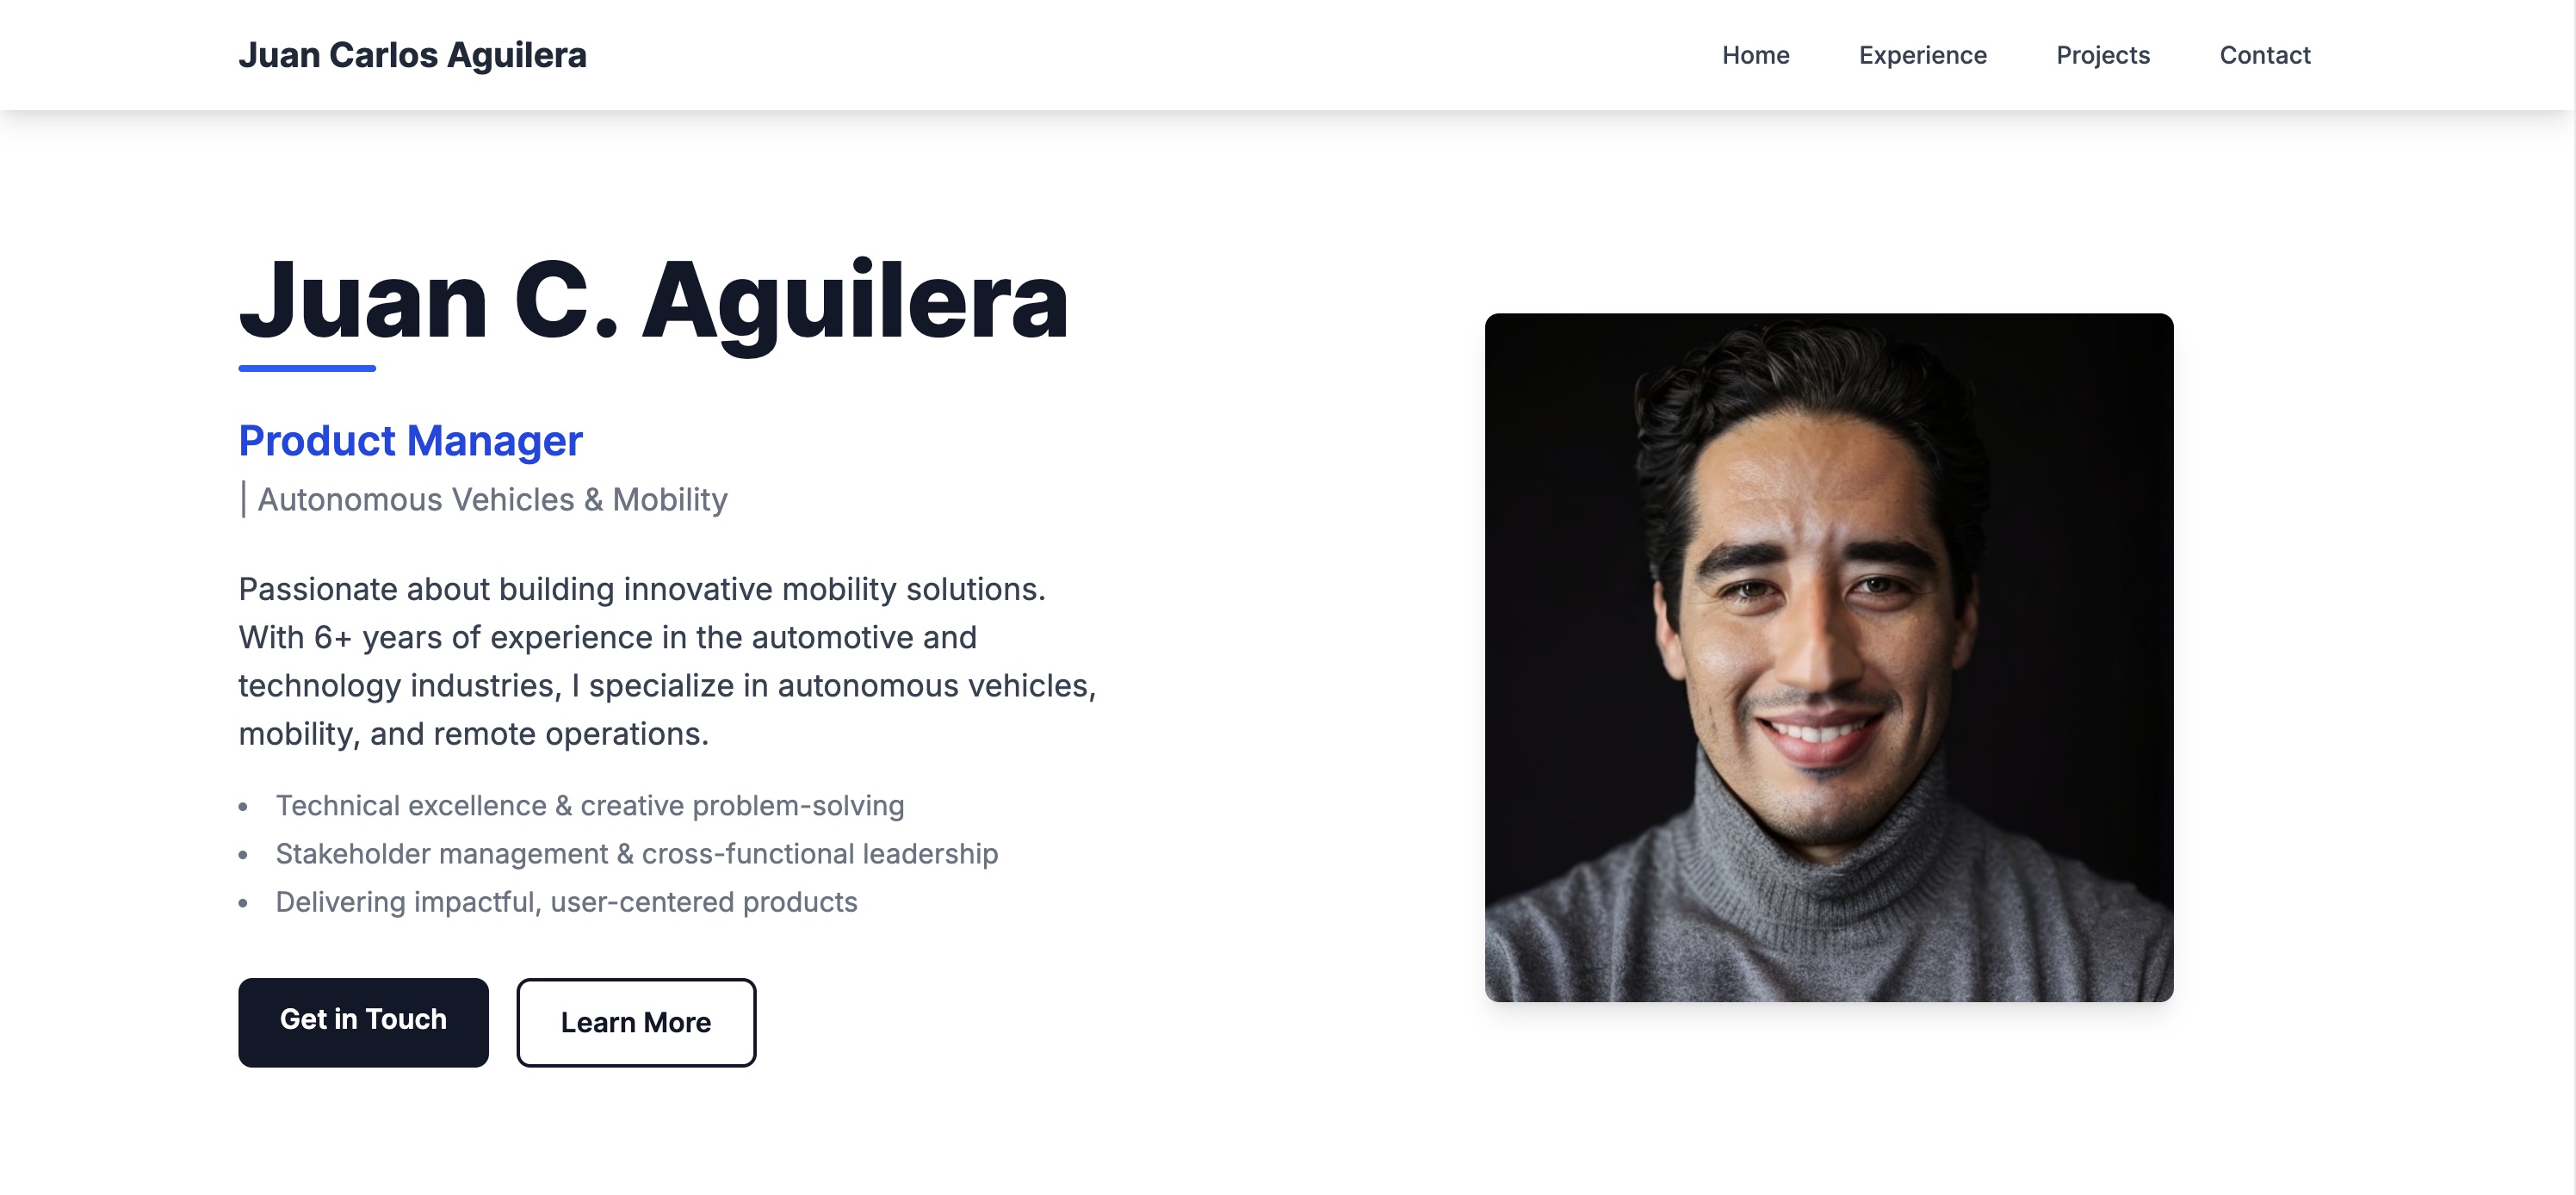 Juan Carlos Aguilera
Home Experience Projects Contact
Juan C. Aguilera
Product Manager
| Autonomous Vehicles & Mobility
Passionate about building innovative mobility solutions.
With 6+ years of experience in the automotive and
technology industries, I specialize in autonomous vehicles,
mobility, and remote operations.
• Technical excellence & creative problem-solving
• Stakeholder management & cross-functional leadership
• Delivering impactful, user-centered products
Get in Touch
Learn More